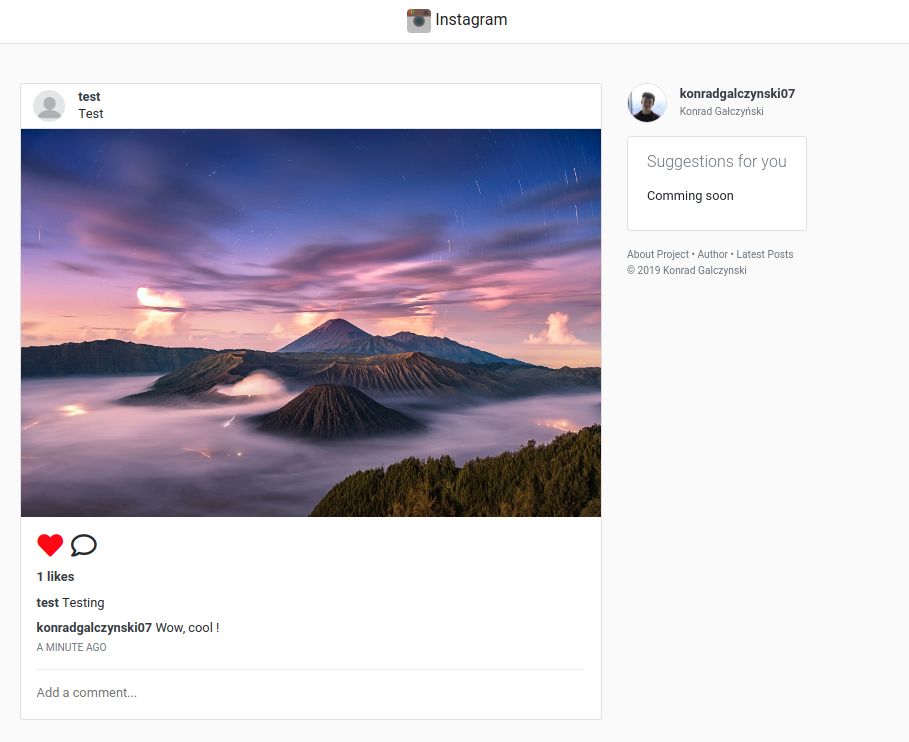 Instagram
test
Test
konradgalczynski07
Konrad Gałczyński
Suggestions for you
Comming soon
About Project • Author • Latest Posts
© 2019 Konrad Galczynski
1 likes
test Testing
konradgalczynski07 Wow, cool !
A MINUTE AGO
Add a comment...